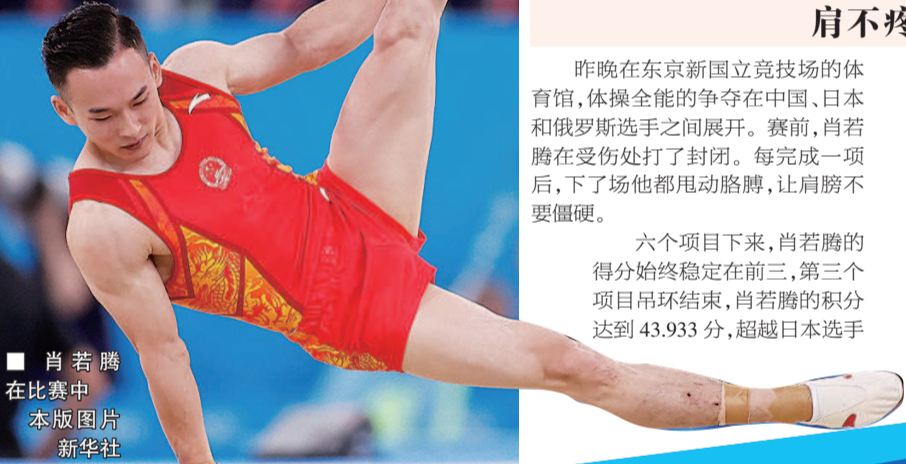 肩不疼
昨晚在东京新国立竞技场的体
育馆，体操全能的争夺在中国、日本
和俄罗斯选手之间展开。赛前，肖若
腾在受伤处打了封闭。每完成一项
后，下了场他都甩动胳膊，让肩膀不
要僵硬。
六个项目下来，肖若腾的
得分始终稳定在前三，第三个
项目吊环结束，肖若腾的积分
达到 43.933 分，超越日本选手
■ 肖若腾
在比赛中
本版图片
新华社